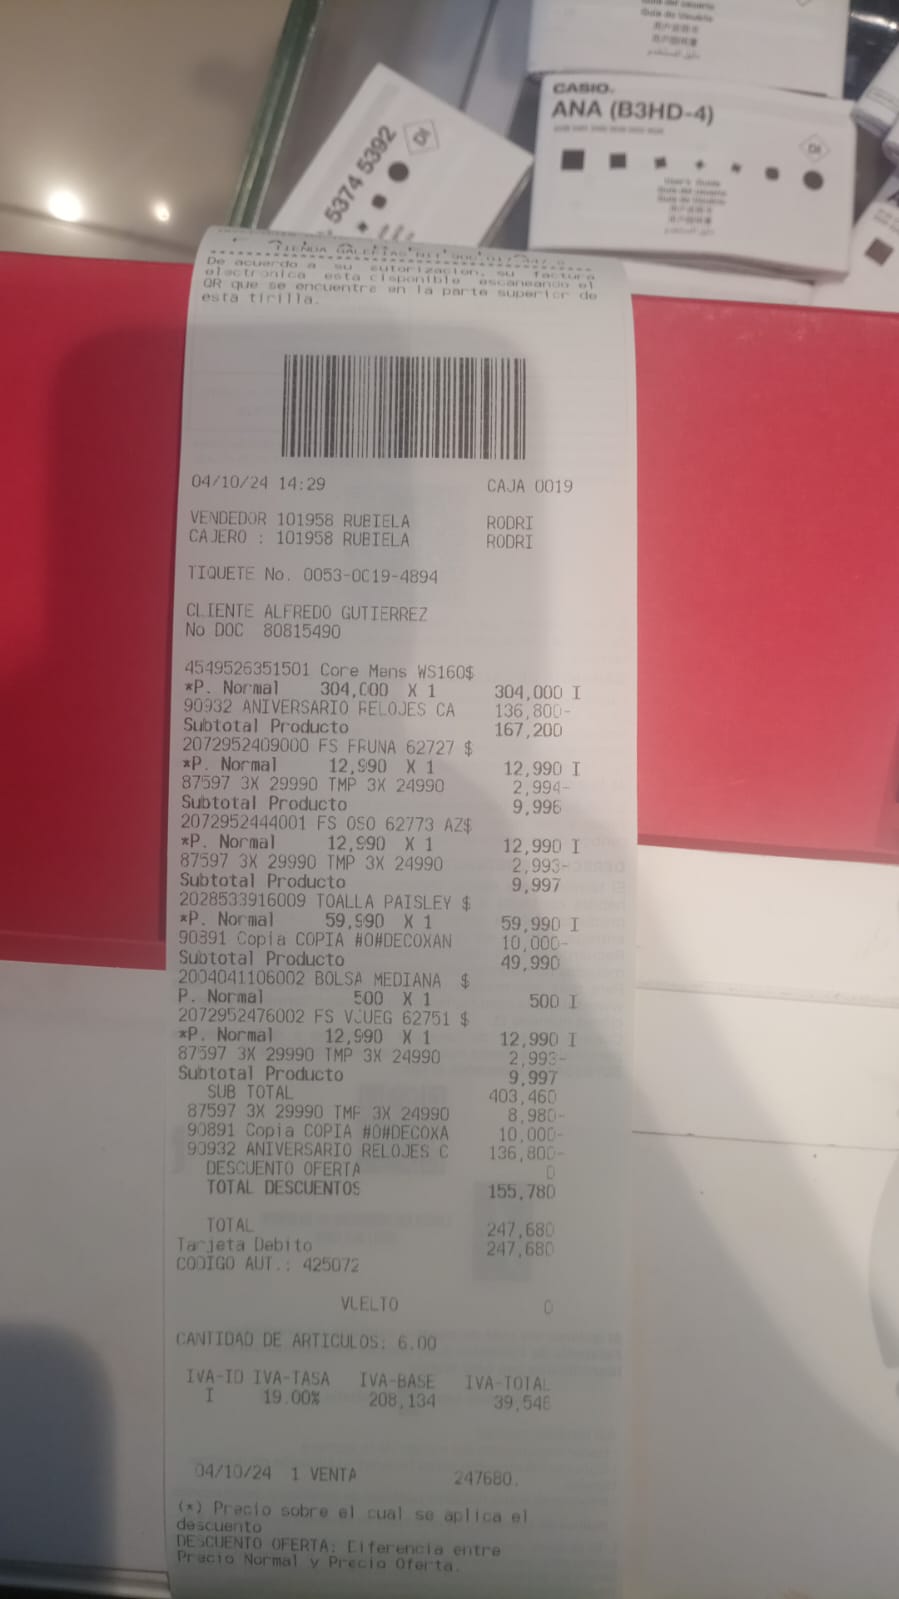 CASIO.
ANA (B3HD-4)
5374 5392
DI
DI
User's Guide
Guía del usuario
De acuerdo a su autorizacion, su factura
electronica esta disponible escaneando el
QR que se encuentra en la parte superior de
esta tirilla.
04/10/24 14:29 CAJA 0019
VENDEDOR 101958 RUBIELA RODRI
CAJERO : 101958 RUBIELA RODRI
TIQUETE No. 0053-0019-4894
CLIENTE ALFREDO GUTIERREZ
No DOC 80815490
4549526351501 Core Mens WS160$
*P. Normal 304,000 X 1 304,000 I
90932 ANIVERSARIO RELOJES CA 136,800-
Subtotal Producto 167,200
2072952409000 FS FRUNA 62727 $
*P. Normal 12,990 X 1 12,990 I
87597 3X 29990 TMP 3X 24990 2,994-
Subtotal Producto 9,996
2072952444001 FS OSO 62773 AZ$
*P. Normal 12,990 X 1 12,990 I
87597 3X 29990 TMP 3X 24990 2,993-
Subtotal Producto 9,997
2028533916009 TOALLA PAISLEY $
*P. Normal 59,990 X 1 59,990 I
90891 Copia COPIA #O#DECOXAN 10,000-
Subtotal Producto 49,990
2004041106002 BOLSA MEDIANA $
P. Normal 500 X 1 500 I
2072952476002 FS VJUEG 62751 $
*P. Normal 12,990 X 1 12,990 I
87597 3X 29990 TMP 3X 24990 2,993-
Subtotal Producto 9,997
SUB TOTAL 403,460
87597 3X 29990 TMP 3X 24990 8,980-
90891 Copia COPIA #O#DECOXA 10,000-
90932 ANIVERSARIO RELOJES C 136,800-
DESCUENTO OFERTA 0
TOTAL DESCUENTOS 155,780
TOTAL 247,680
Tarjeta Debito 247,680
CODIGO AUT.: 425072
VUELTO 0
CANTIDAD DE ARTICULOS: 6.00
IVA-ID IVA-TASA IVA-BASE IVA-TOTAL
I 19.00% 208,134 39,546
04/10/24 1 VENTA 247680.
(*) Precio sobre el cual se aplica el
descuento
DESCUENTO OFERTA: Diferencia entre
Precio Normal y Precio Oferta.